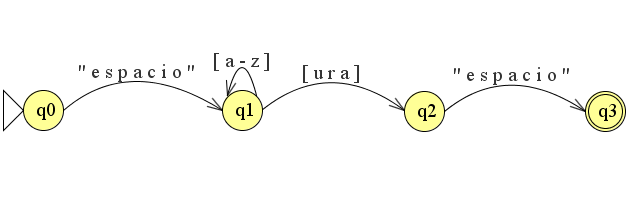 "espacio" [a-z] [ura] "espacio"
q0 q1 q2 q3